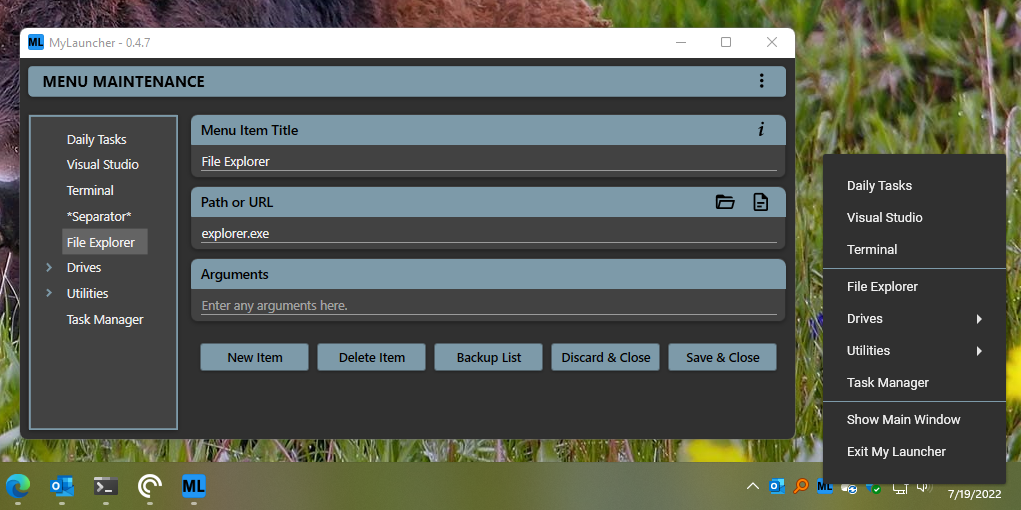 ML MyLauncher - 0.4.7
MENU MAINTENANCE
Daily Tasks
Visual Studio
Terminal
*Separator*
File Explorer
Drives
Utilities
Task Manager
Menu Item Title
i
File Explorer
Path or URL
explorer.exe
Arguments
Enter any arguments here.
New Item
Delete Item
Backup List
Discard & Close
Save & Close
Daily Tasks
Visual Studio
Terminal
File Explorer
Drives
Utilities
Task Manager
Show Main Window
Exit My Launcher
ML
ML
7/19/2022